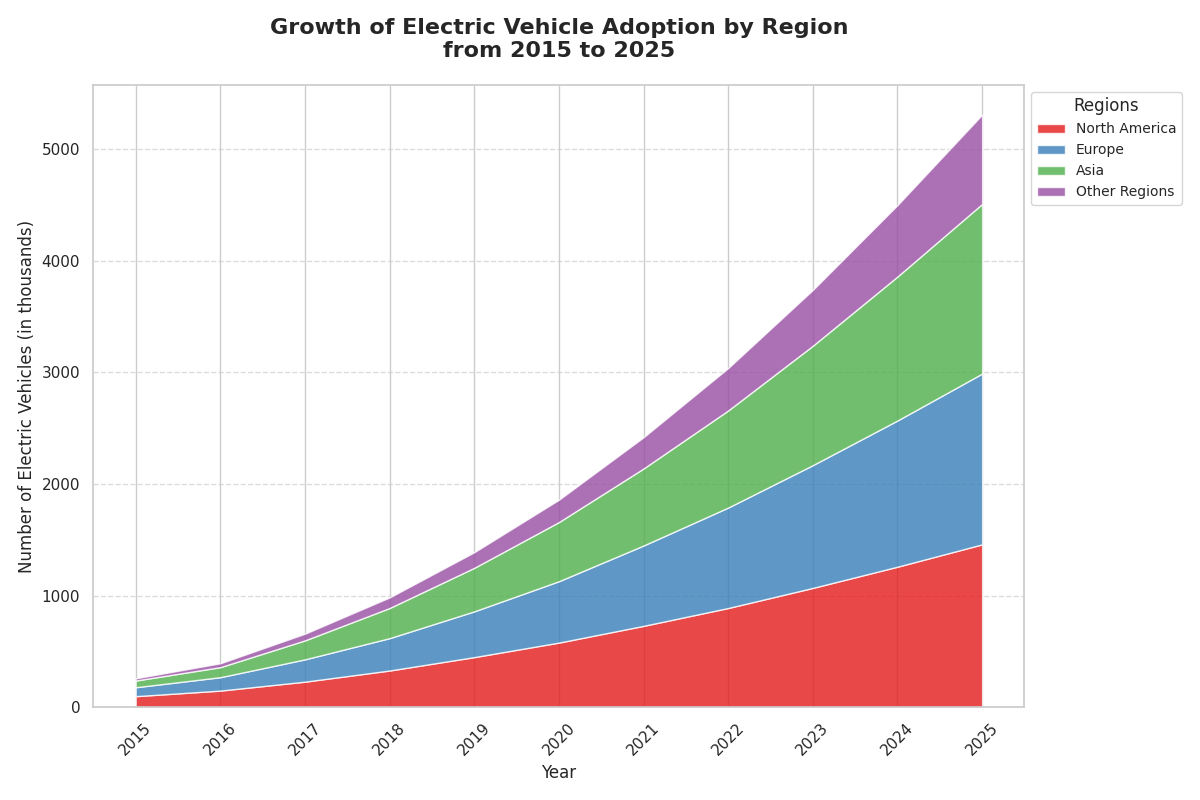 Growth of Electric Vehicle Adoption by Region
from 2015 to 2025
Regions
North America
Europe
Asia
Other Regions
Number of Electric Vehicles (in thousands)
5000
4000
3000
2000
1000
0
2015
2016
2017
2018
2019
2020
2021
2022
2023
2024
2025
Year